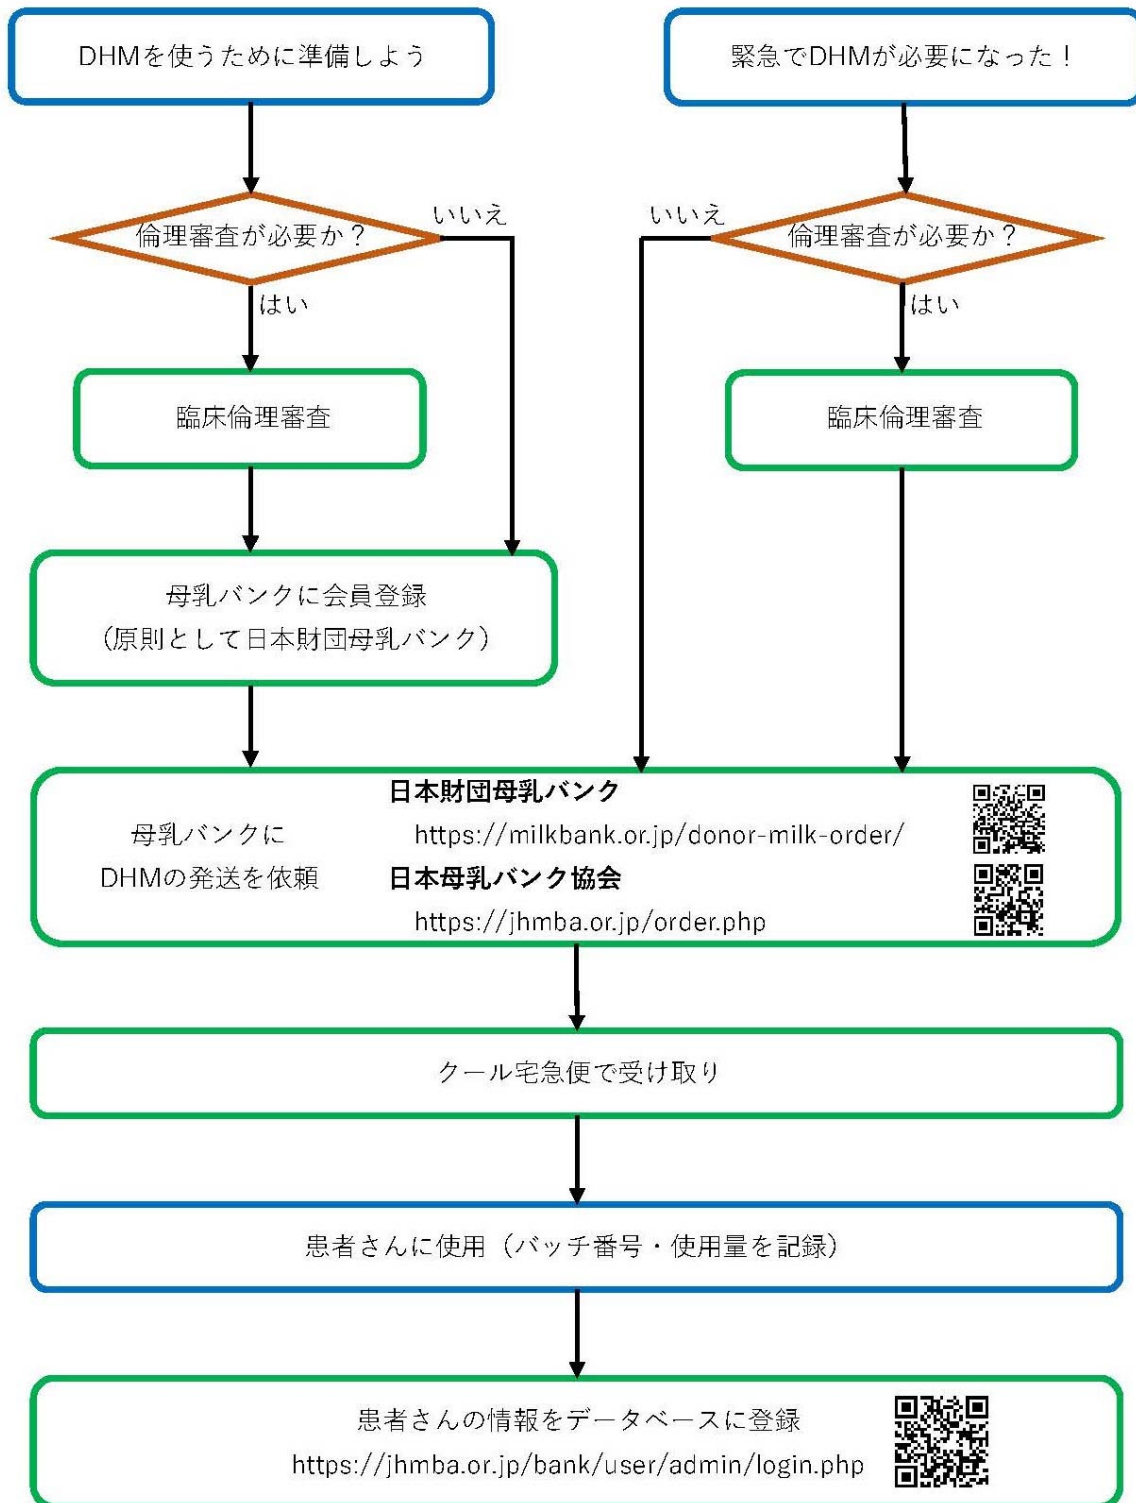 DHMを使うために準備しよう
緊急でDHMが必要になった！
倫理審査が必要か？
いいえ
はい
いいえ
倫理審査が必要か？
はい
臨床倫理審査
臨床倫理審査
母乳バンクに会員登録
（原則として日本財団母乳バンク）
母乳バンクに
DHMの発送を依頼
日本財団母乳バンク
https://milkbank.or.jp/donor-milk-order/
日本母乳バンク協会
https://jhmba.or.jp/order.php
クール宅急便で受け取り
患者さんに使用（バッチ番号・使用量を記録）
患者さんの情報をデータベースに登録
https://jhmba.or.jp/bank/user/admin/login.php